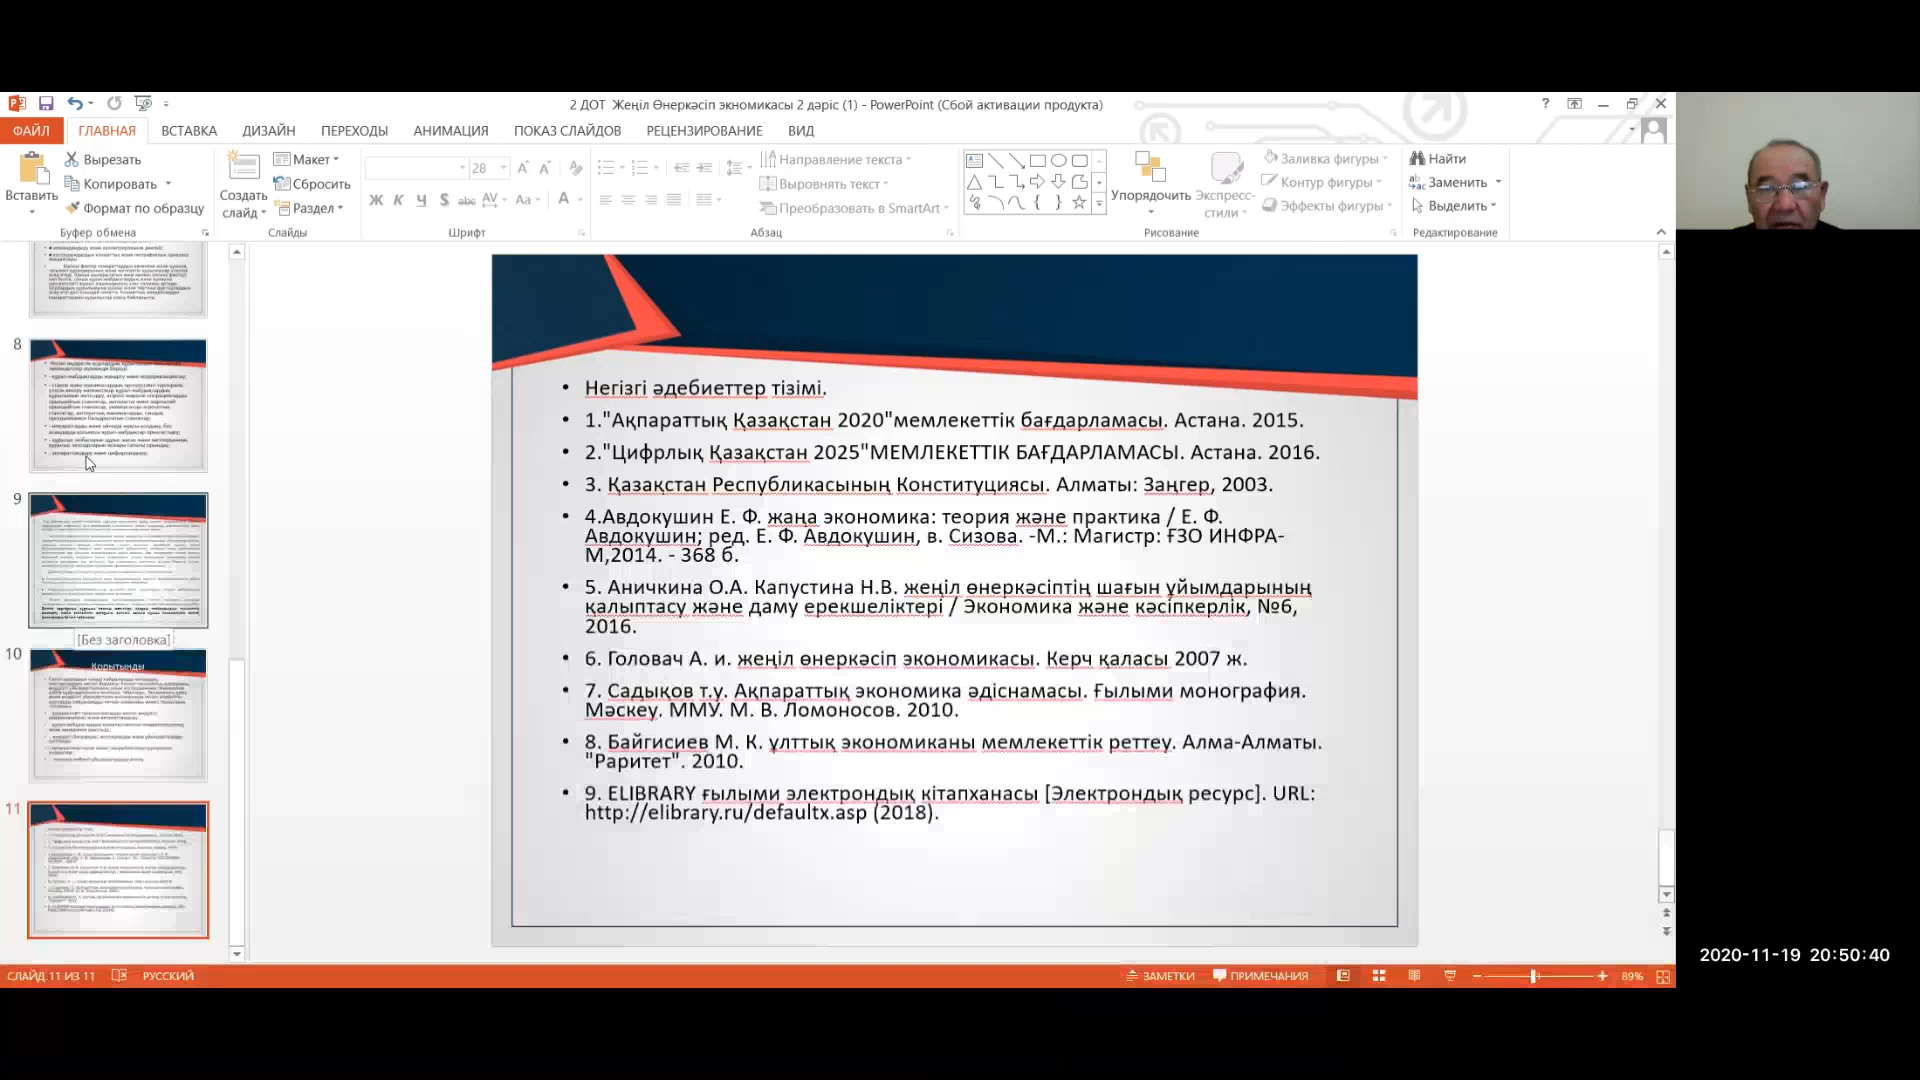 2 ДОТ Жеңіл Өнеркәсіп экномикасы 2 дәріс (1) - PowerPoint (Сбой активации продукта)
ФАЙЛ ГЛАВНАЯ ВСТАВКА ДИЗАЙН ПЕРЕХОДЫ АНИМАЦИЯ ПОКАЗ СЛАЙДОВ РЕЦЕНЗИРОВАНИЕ ВИД
Вставить
Вырезать
Копировать
Формат по образцу
Буфер обмена
Создать
слайд
Макет
Сбросить
Раздел
Слайды
28
Ж К Ч S abc AV Aa A
Шрифт
Направление текста
Выровнять текст
Преобразовать в SmartArt
Абзац
Упорядочить
Экспресс-
стили
Заливка фигуры
Контур фигуры
Эффекты фигуры
Рисование
Найти
Заменить
Выделить
Редактирование
8
9
[Без заголовка]
10
Қорытынды
11
• Негізгі әдебиеттер тізімі.
• 1."Ақпараттық Қазақстан 2020"мемлекеттік бағдарламасы. Астана. 2015.
• 2."Цифрлық Қазақстан 2025"МЕМЛЕКЕТТІК БАҒДАРЛАМАСЫ. Астана. 2016.
• 3. Қазақстан Республикасының Конституциясы. Алматы: Заңгер, 2003.
• 4.Авдокушин Е. Ф. жаңа экономика: теория және практика / Е. Ф.
Авдокушин; ред. Е. Ф. Авдокушин, в. Сизова. -М.: Магистр: ҒЗО ИНФРА-
М,2014. - 368 б.
• 5. Аничкина О.А. Капустина Н.В. жеңіл өнеркәсіптің шағын ұйымдарының
қалыптасу және даму ерекшеліктері / Экономика және кәсіпкерлік, №6,
2016.
• 6. Головач А. и. жеңіл өнеркәсіп экономикасы. Керч қаласы 2007 ж.
• 7. Садықов т.у. Ақпараттық экономика әдіснамасы. Ғылыми монография.
Мәскеу. ММУ. М. В. Ломоносов. 2010.
• 8. Байгисиев М. К. ұлттық экономиканы мемлекеттік реттеу. Алма-Алматы.
"Раритет". 2010.
• 9. ELIBRARY ғылыми электрондық кітапханасы [Электрондық ресурс]. URL:
http://elibrary.ru/defaultx.asp (2018).
2020-11-19 20:50:40
СЛАЙД 11 ИЗ 11 РУССКИЙ ЗАМЕТКИ ПРИМЕЧАНИЯ 89%